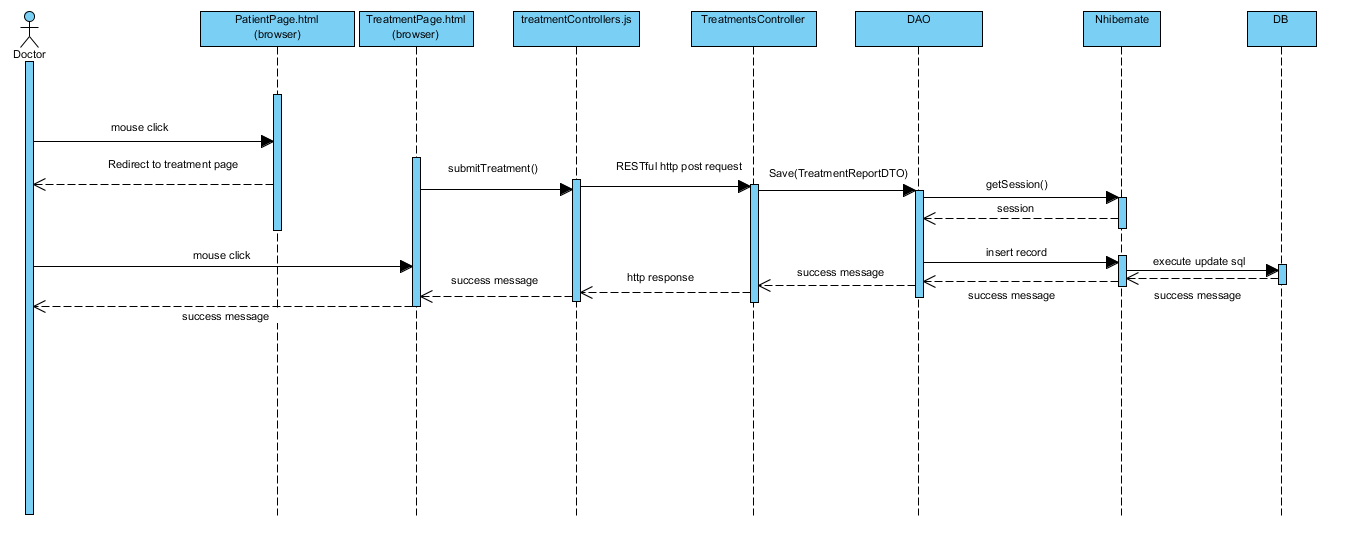 PatientPage.html
(browser)
TreatmentPage.html
(browser)
treatmentControllers.js
TreatmentsController
DAO
Nhibernate
DB
Doctor
mouse click
Redirect to treatment page
submitTreatment()
RESTful http post request
Save(TreatmentReportDTO)
getSession()
session
mouse click
insert record
execute update sql
success message
http response
success message
success message
success message
success message